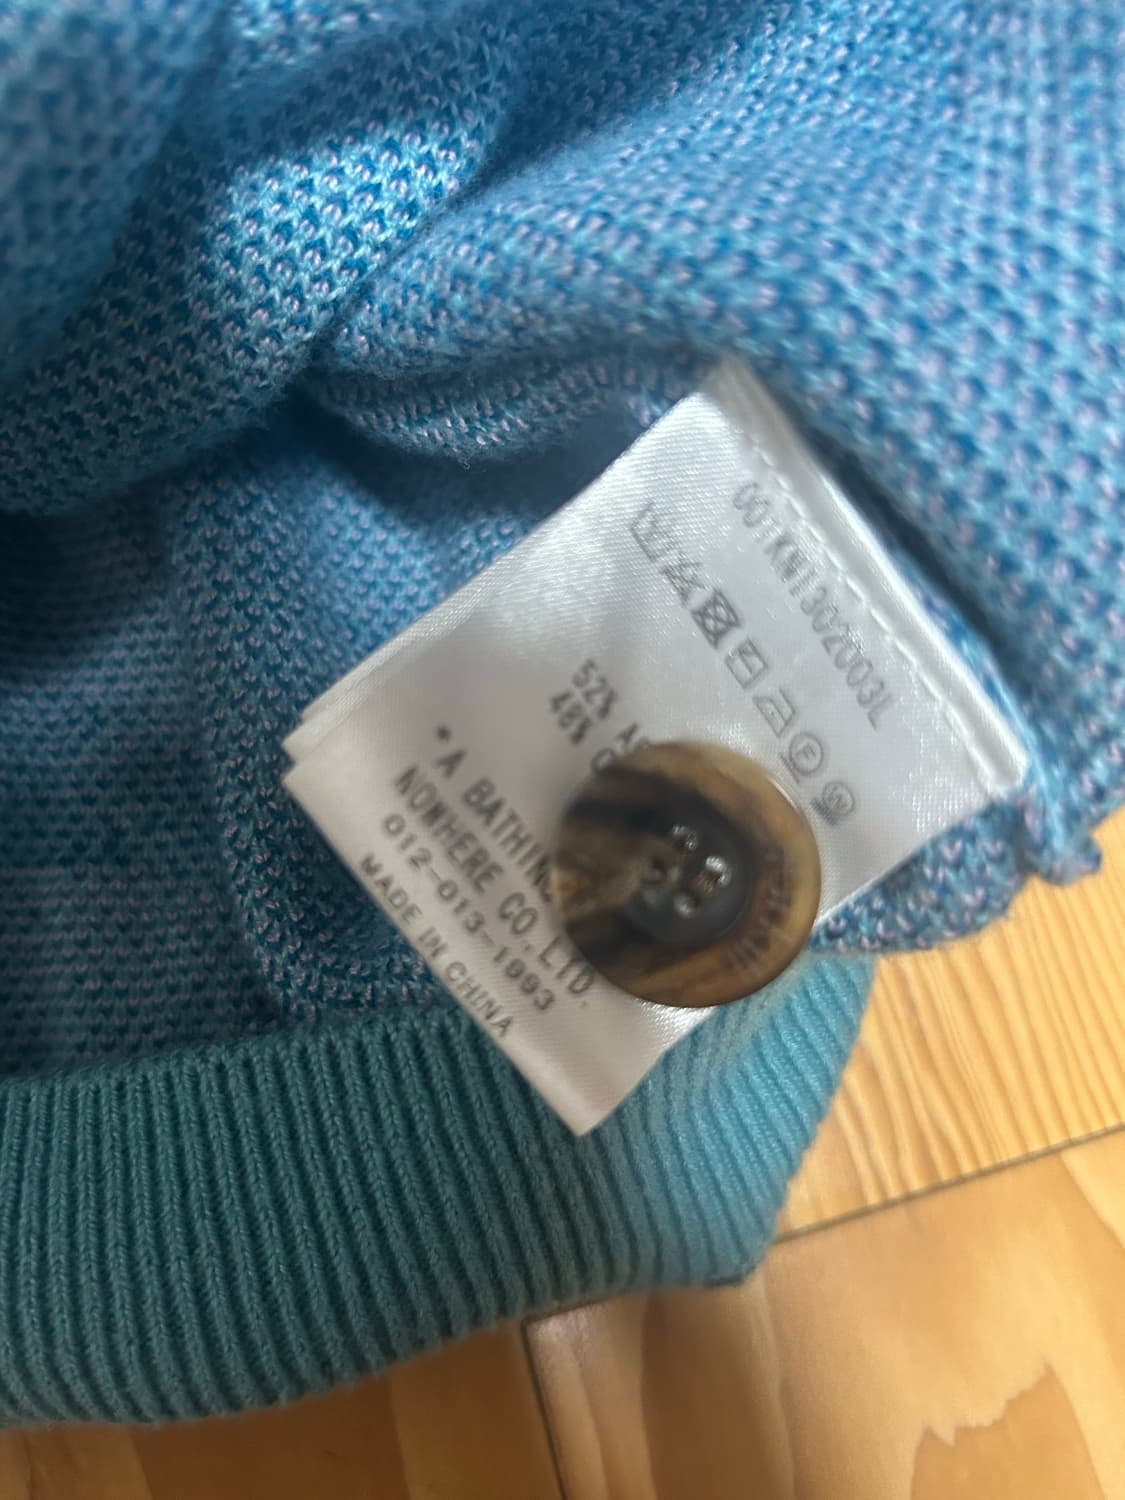 001KNI302003L
52% A
48% C
*A BATHING
NOWHERE CO.,LTD.
012-013-1993
MADE IN CHINA